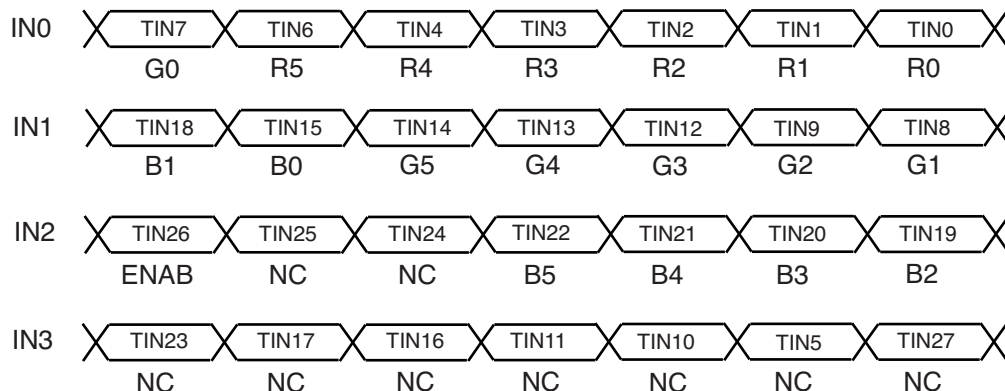 IN0 TIN7 TIN6 TIN4 TIN3 TIN2 TIN1 TIN0
G0 R5 R4 R3 R2 R1 R0
IN1 TIN18 TIN15 TIN14 TIN13 TIN12 TIN9 TIN8
B1 B0 G5 G4 G3 G2 G1
IN2 TIN26 TIN25 TIN24 TIN22 TIN21 TIN20 TIN19
ENAB NC NC B5 B4 B3 B2
IN3 TIN23 TIN17 TIN16 TIN11 TIN10 TIN5 TIN27
NC NC NC NC NC NC NC